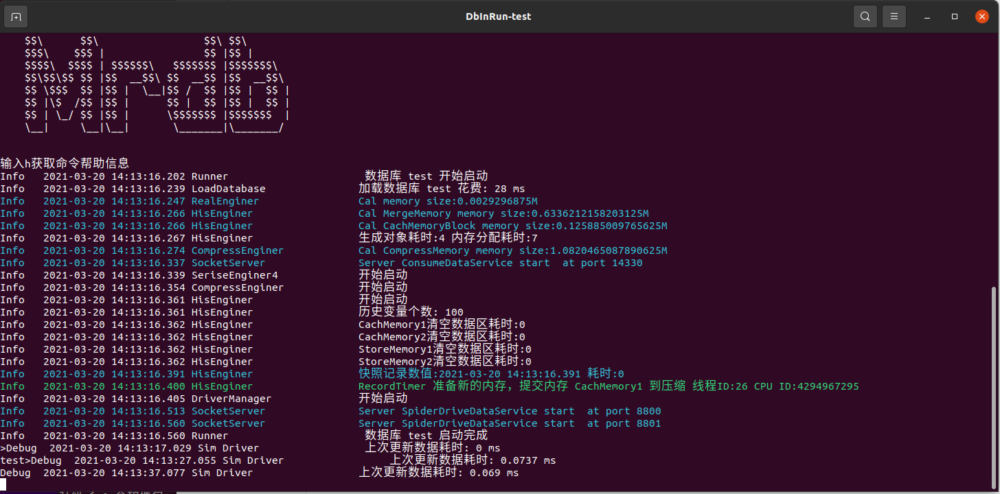 DbInRun-test
$$\      $$\                 $$\ $$\
$$$\    $$$ |                $$ |$$ |
$$$$\  $$$$ | $$$$$$\   $$$$$$$ |$$$$$$$\
$$\$$\$$ $$ |$$  __$$\ $$  __$$ |$$  __$$\
$$ \$$$  $$ |$$ |  \__|$$ /  $$ |$$ |  $$ |
$$ |\$  /$$ |$$ |      $$ |  $$ |$$ |  $$ |
$$ | \_/ $$ |$$ |      \$$$$$$$ |$$$$$$$  |
\__|     \__|\__|       \_______|\_______/
输入h获取命令帮助信息
Info   2021-03-20 14:13:16.202 Runner                      数据库 test 开始启动
Info   2021-03-20 14:13:16.239 LoadDatabase               加载数据库 test 花费: 28 ms
Info   2021-03-20 14:13:16.247 RealEnginer                Cal memory size:0.0029296875M
Info   2021-03-20 14:13:16.266 HisEnginer                 Cal MergeMemory memory size:0.6336212158203125M
Info   2021-03-20 14:13:16.266 HisEnginer                 Cal CachMemoryBlock memory size:0.125885009765625M
Info   2021-03-20 14:13:16.267 HisEnginer                 生成对象耗时:4 内存分配耗时:7
Info   2021-03-20 14:13:16.274 CompressEnginer            Cal CompressMemory memory size:1.0820465087890625M
Info   2021-03-20 14:13:16.337 SocketServer               Server ConsumeDataService start  at port 14330
Info   2021-03-20 14:13:16.339 SeriseEnginer4             开始启动
Info   2021-03-20 14:13:16.354 CompressEnginer            开始启动
Info   2021-03-20 14:13:16.361 HisEnginer                 开始启动
Info   2021-03-20 14:13:16.361 HisEnginer                 历史变量个数: 100
Info   2021-03-20 14:13:16.362 HisEnginer                 CachMemory1清空数据区耗时:0
Info   2021-03-20 14:13:16.362 HisEnginer                 CachMemory2清空数据区耗时:0
Info   2021-03-20 14:13:16.362 HisEnginer                 StoreMemory1清空数据区耗时:0
Info   2021-03-20 14:13:16.362 HisEnginer                 StoreMemory2清空数据区耗时:0
Info   2021-03-20 14:13:16.391 HisEnginer                 快照记录数值:2021-03-20 14:13:16.391 耗时:0
Info   2021-03-20 14:13:16.400 HisEnginer                 RecordTimer 准备新的内存，提交内存 CachMemory1 到压缩 线程ID:26 CPU ID:4294967295
Info   2021-03-20 14:13:16.405 DriverManager              开始启动
Info   2021-03-20 14:13:16.513 SocketServer               Server SpiderDriveDataService start  at port 8800
Info   2021-03-20 14:13:16.560 SocketServer               Server SpiderDriveDataService start  at port 8801
Info   2021-03-20 14:13:16.560 Runner                      数据库 test 启动完成
>Debug  2021-03-20 14:13:17.029 Sim Driver                 上次更新数据耗时: 0 ms
test>Debug  2021-03-20 14:13:27.055 Sim Driver                 上次更新数据耗时: 0.0737 ms
Debug  2021-03-20 14:13:37.077 Sim Driver                 上次更新数据耗时: 0.069 ms